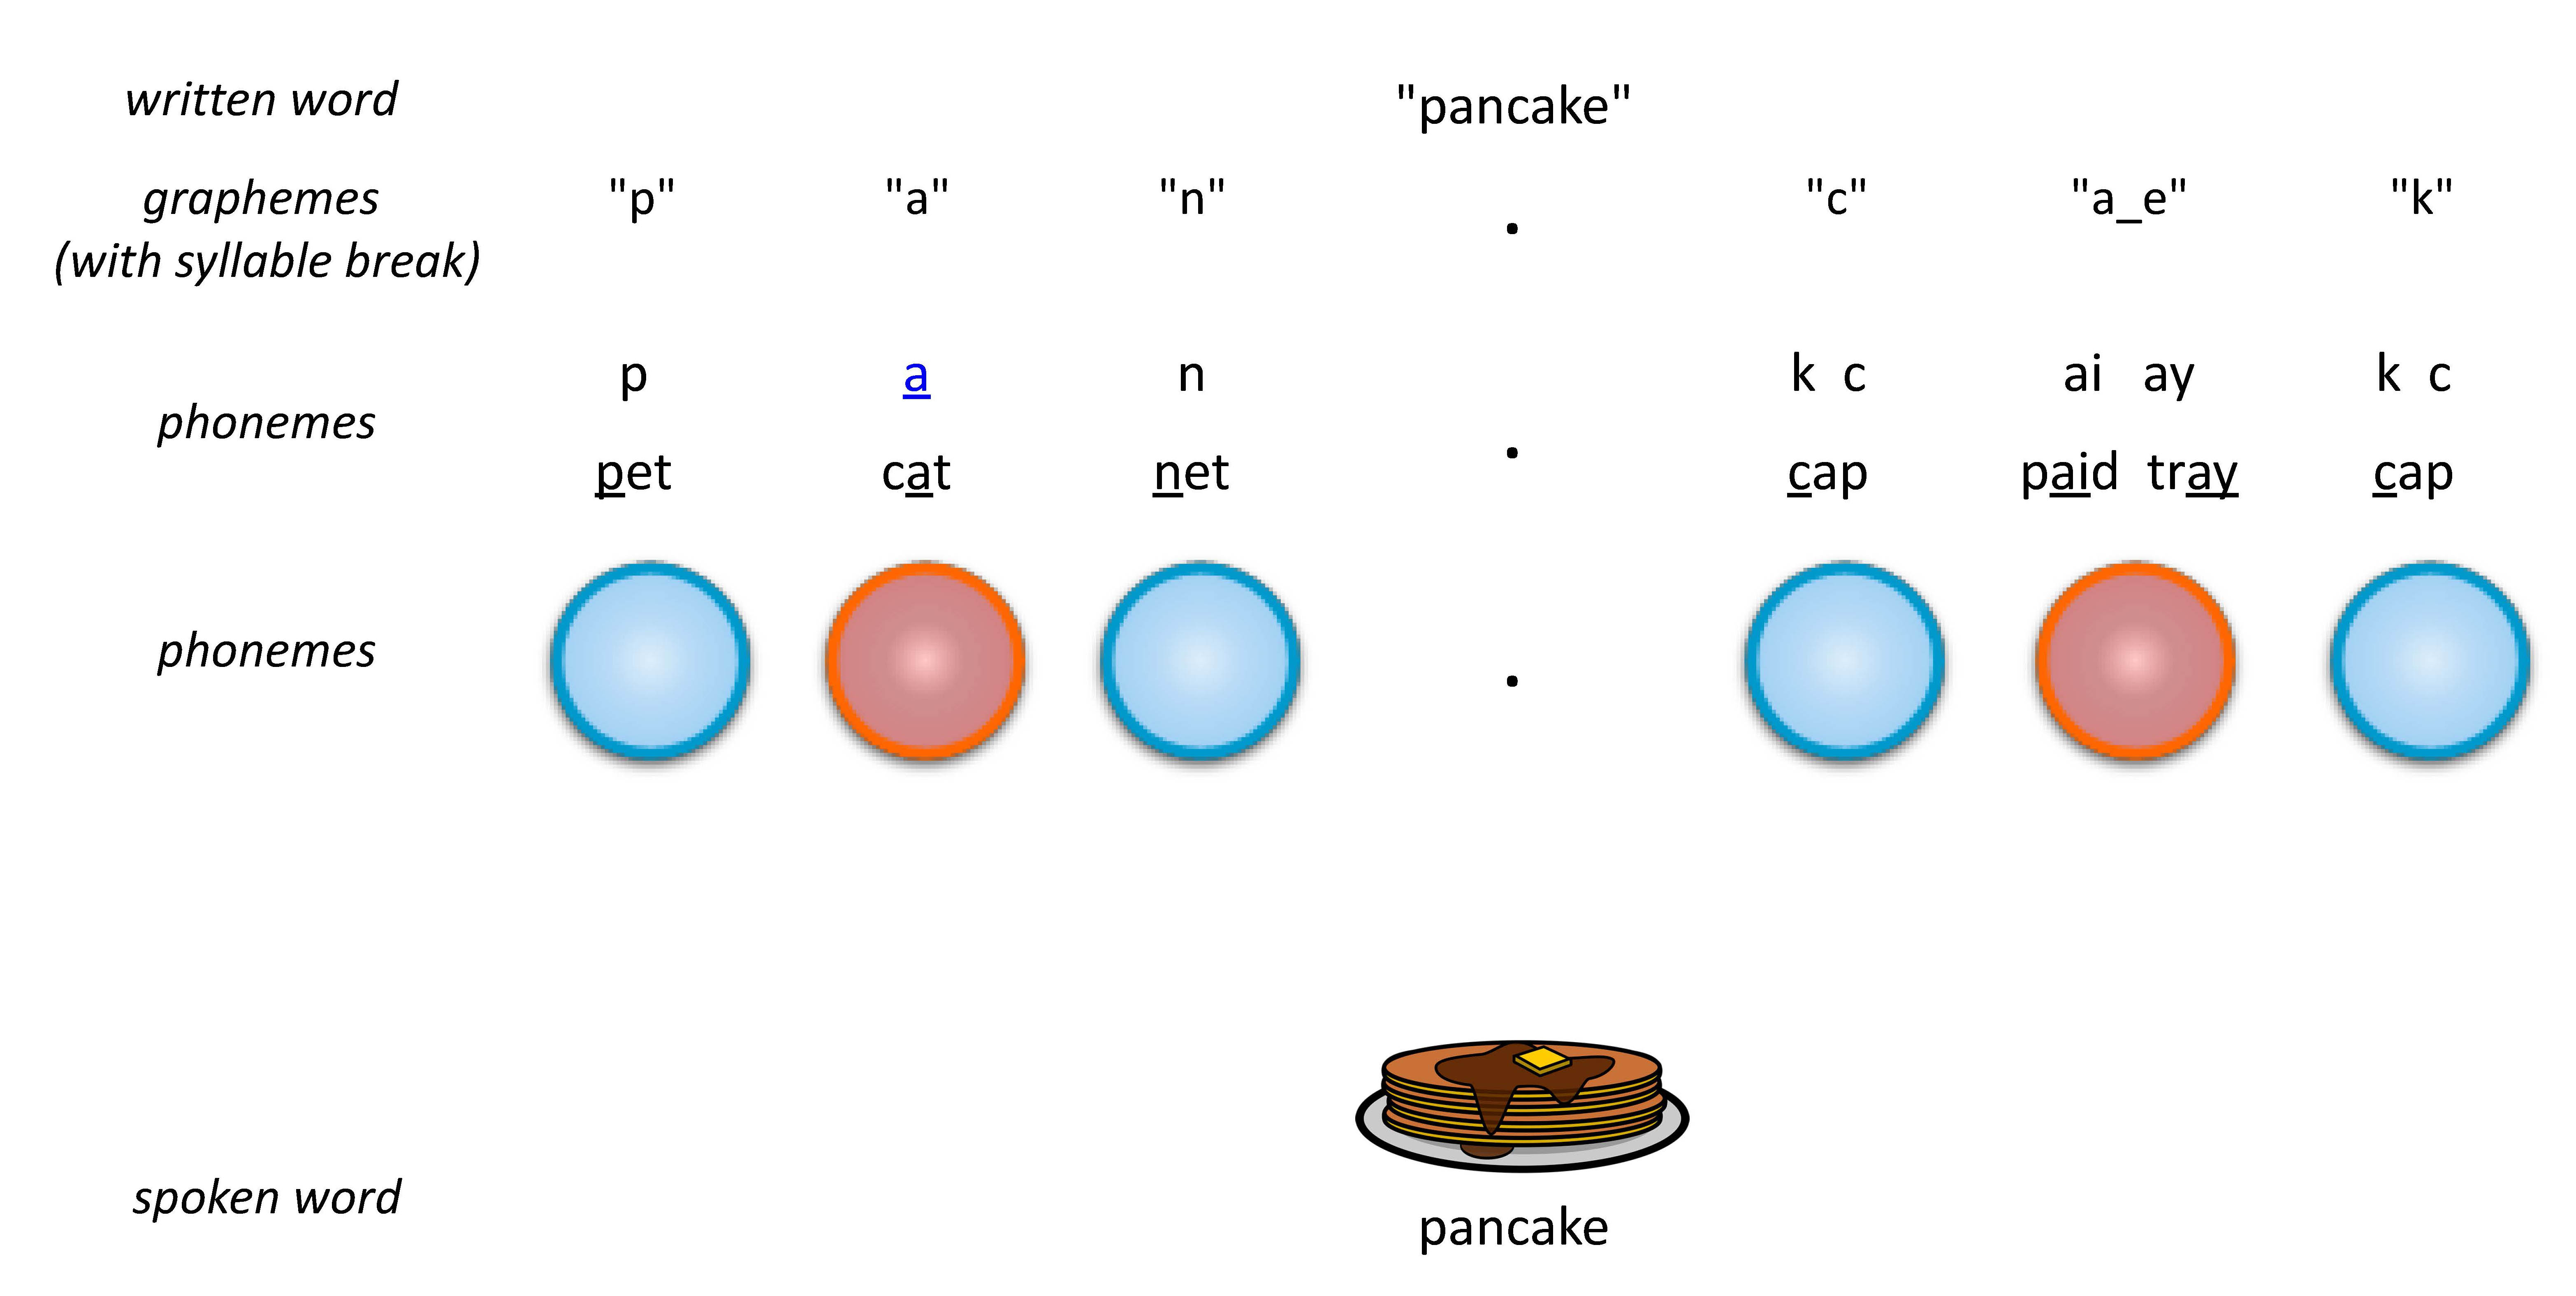 written word "pancake"
graphemes "p" "a" "n" . "c" "a_e" "k"
(with syllable break)
p a n k c ai ay k c
phonemes .
pet cat net cap paid tray cap
phonemes .
spoken word
pancake